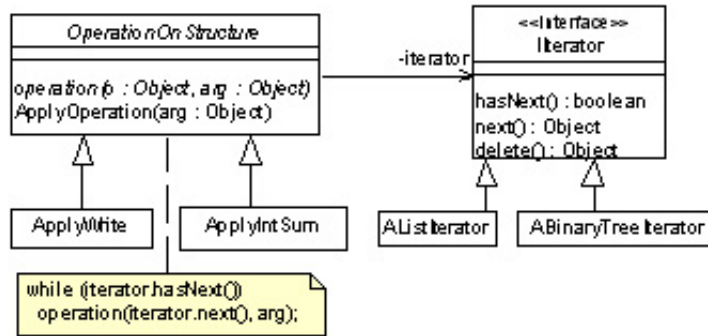 OperationOnStructure
operation(o : Object, arg : Object)
ApplyOperation(arg : Object)
-iterator
<<Interface>>
IIterator
hasNext() : boolean
next() : Object
delete() : Object
ApplyWrite
ApplyIntSum
AListIterator
ABinaryTreeIterator
while (iterator.hasNext())
operation(iterator.next(), arg);